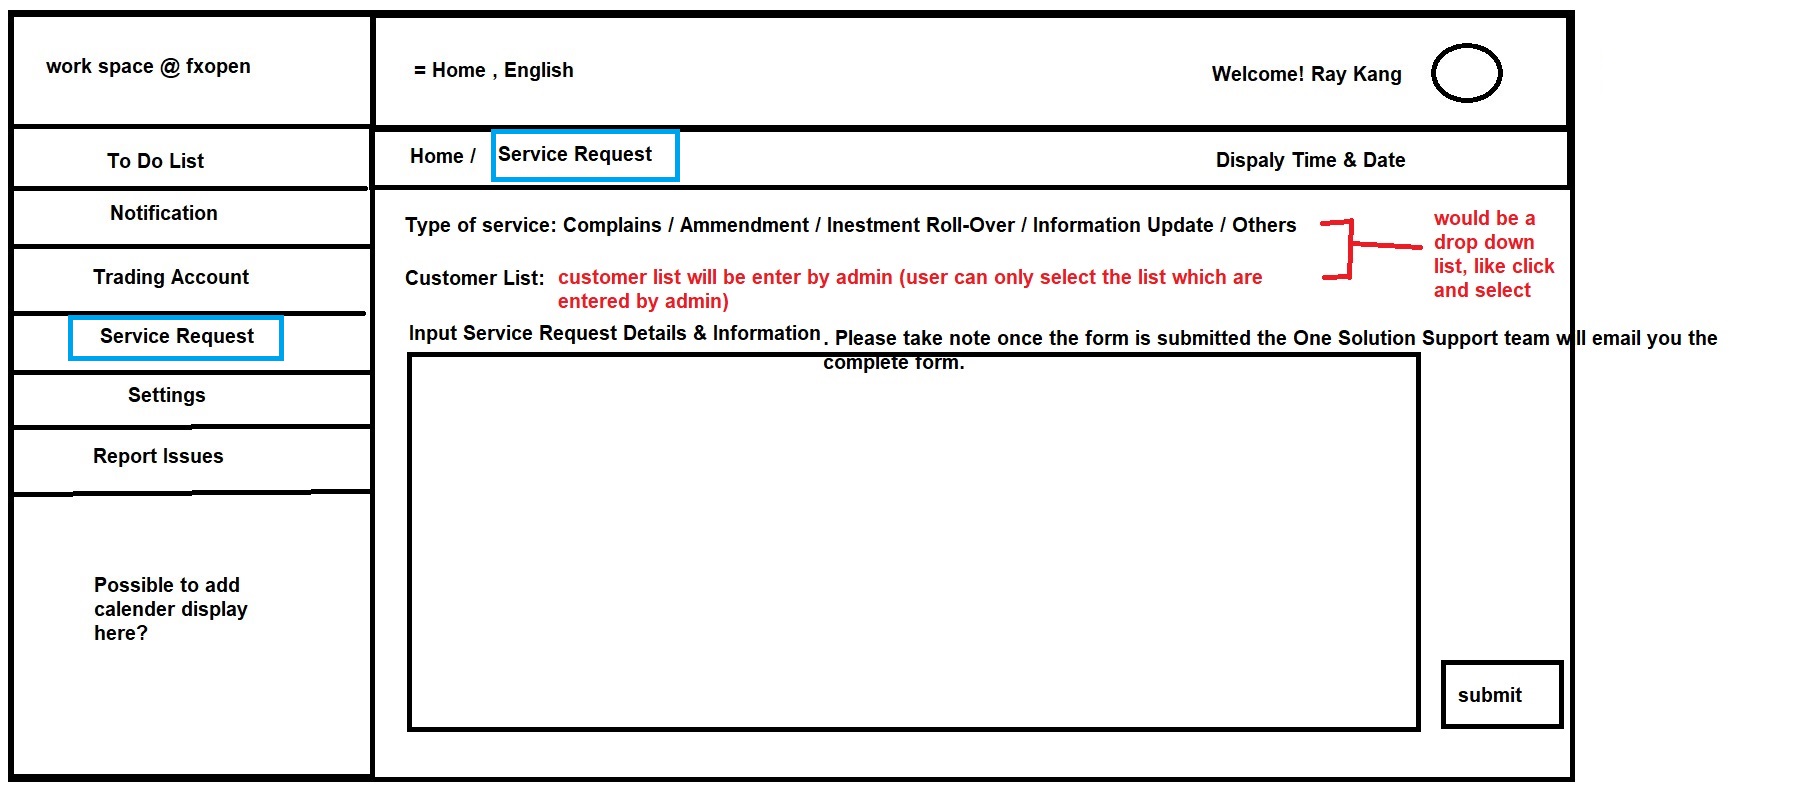 work space @ fxopen
= Home , English
Welcome! Ray Kang
To Do List
Notification
Trading Account
Service Request
Settings
Report Issues
Possible to add
calender display
here?
Home /
Service Request
Dispaly Time & Date
Type of service: Complains / Ammendment / Inestment Roll-Over / Information Update / Others
would be a
drop down
list, like click
and select
Customer List:
customer list will be enter by admin (user can only select the list which are
entered by admin)
Input Service Request Details & Information
. Please take note once the form is submitted the One Solution Support team will email you the
complete form.
submit